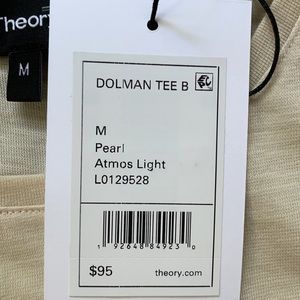 Theory
M
DOLMAN TEE B
M
Pearl
Atmos Light
L0129528
1 92648 84923 0
$95 theory.com